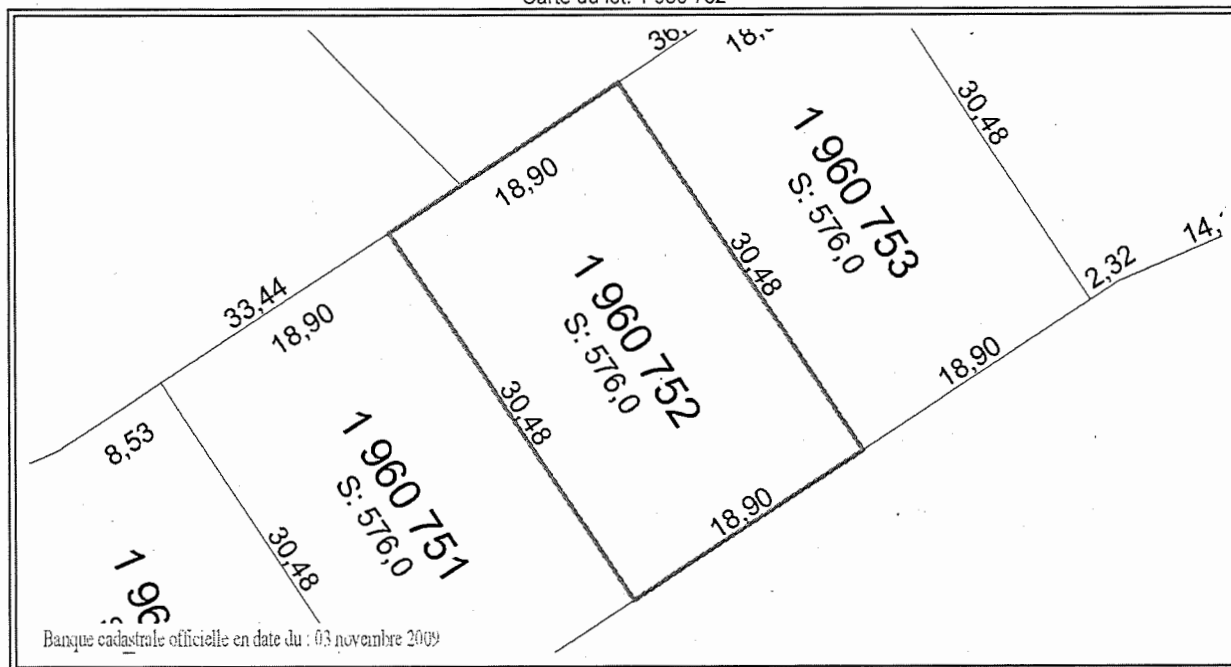 36,
18,
30,48
1 960 753
S: 576,0
18,90
30,48
1 960 752
S: 576,0
14,
2,32
33,44
18,90
18,90
30,48
8,53
1 960 751
S: 576,0
18,90
30,48
1 96
Banque cadastrale officielle en date du : 03 novembre 2009